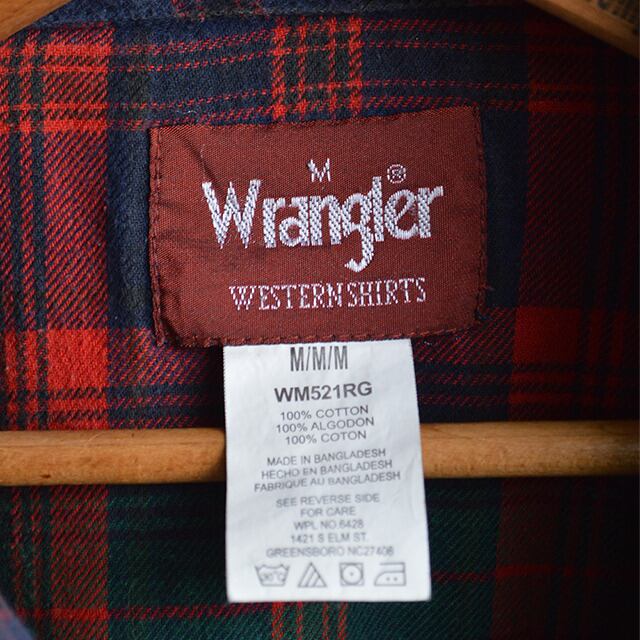 M
Wrangler®
WESTERN SHIRTS
M/M/M
WM521RG
100% COTTON
100% ALGODON
100% COTON
MADE IN BANGLADESH
HECHO EN BANGLADESH
FABRIQUE AU BANGLADESH
SEE REVERSE SIDE
FOR CARE
WPL NO.6428
1421 S ELM ST.
GREENSBORO NC27406